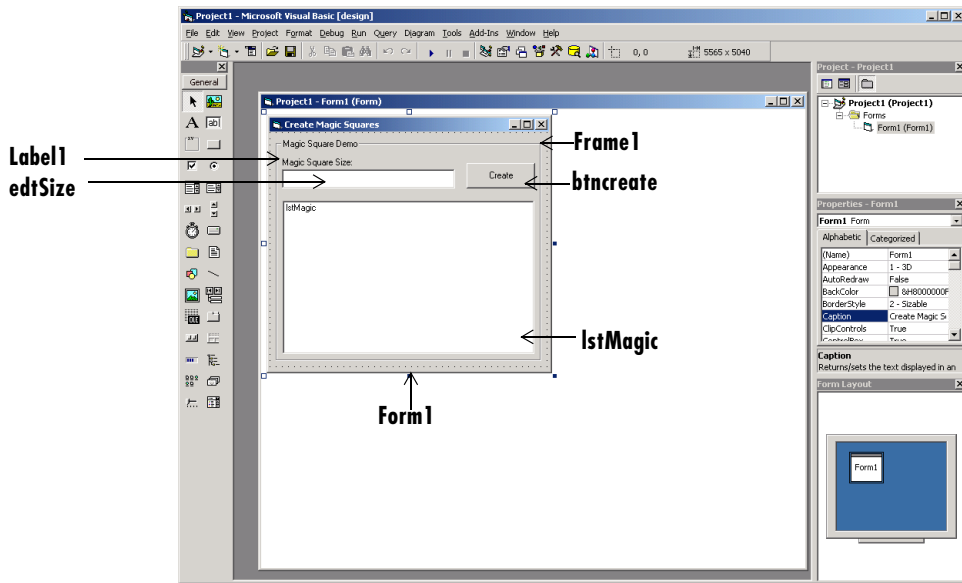 Project1 - Microsoft Visual Basic [design]
File Edit View Project Format Debug Run Query Diagram Tools Add-Ins Window Help
0, 0
5565 x 5040
General
A
ab
Project1 - Form1 (Form)
Create Magic Squares
Magic Square Demo
Magic Square Size:
Create
lstMagic
Label1
edtSize
Frame1
btncreate
lstMagic
Form1
Project - Project1
Project1 (Project1)
Forms
Form1 (Form1)
Properties - Form1
Form1 Form
Alphabetic Categorized
(Name) Form1
Appearance 1 - 3D
AutoRedraw False
BackColor &H8000000F
BorderStyle 2 - Sizable
Caption Create Magic S
ClipControls True
ControlBox True
Caption
Returns/sets the text displayed in an
Form Layout
Form1